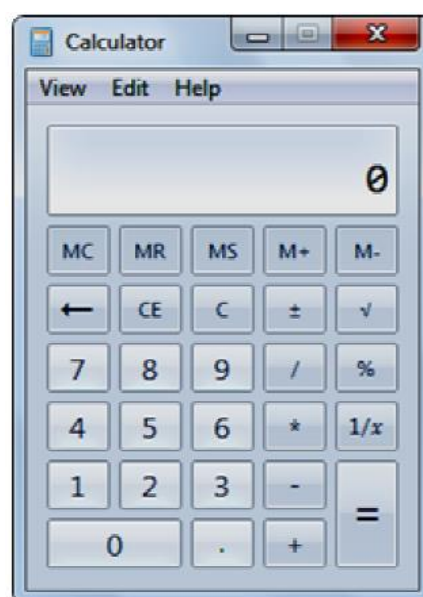 Calculator
View Edit Help
0
MC MR MS M+ M-
← CE C ± √
7 8 9 / %
4 5 6 * 1/x
1 2 3 - =
0 . +